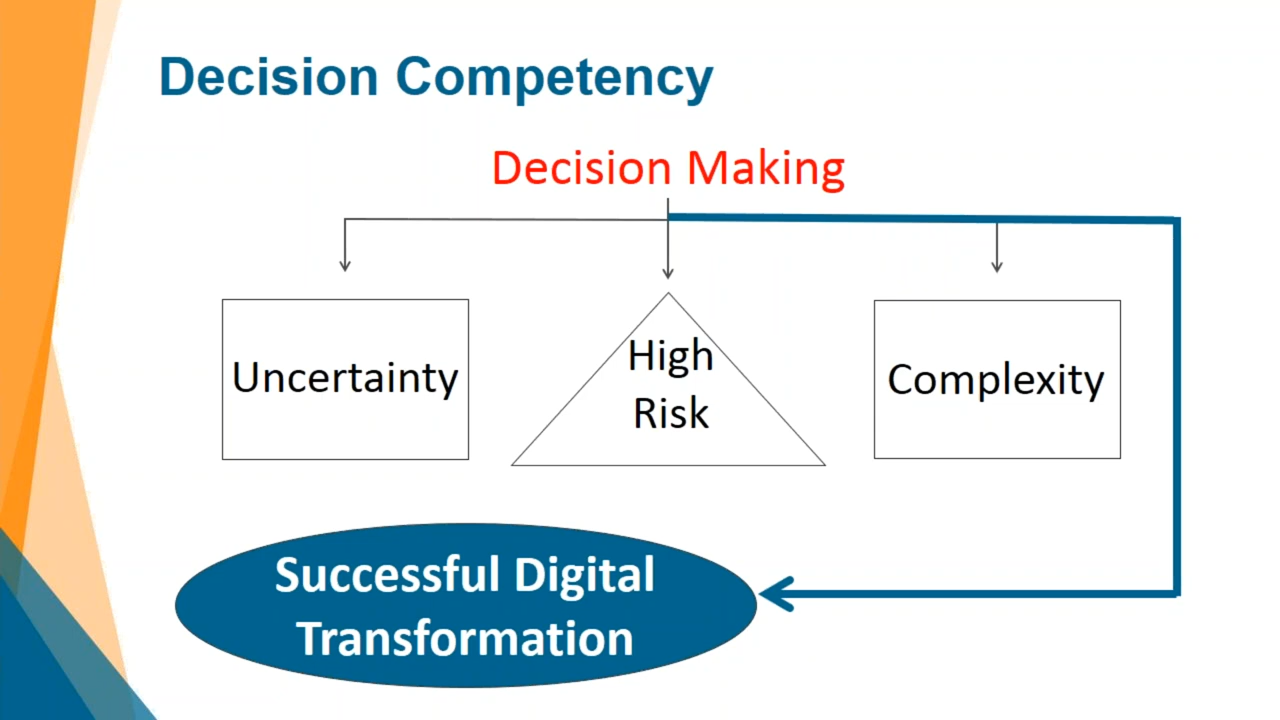 Decision Competency
Decision Making
Uncertainty
High
Risk
Complexity
Successful Digital
Transformation